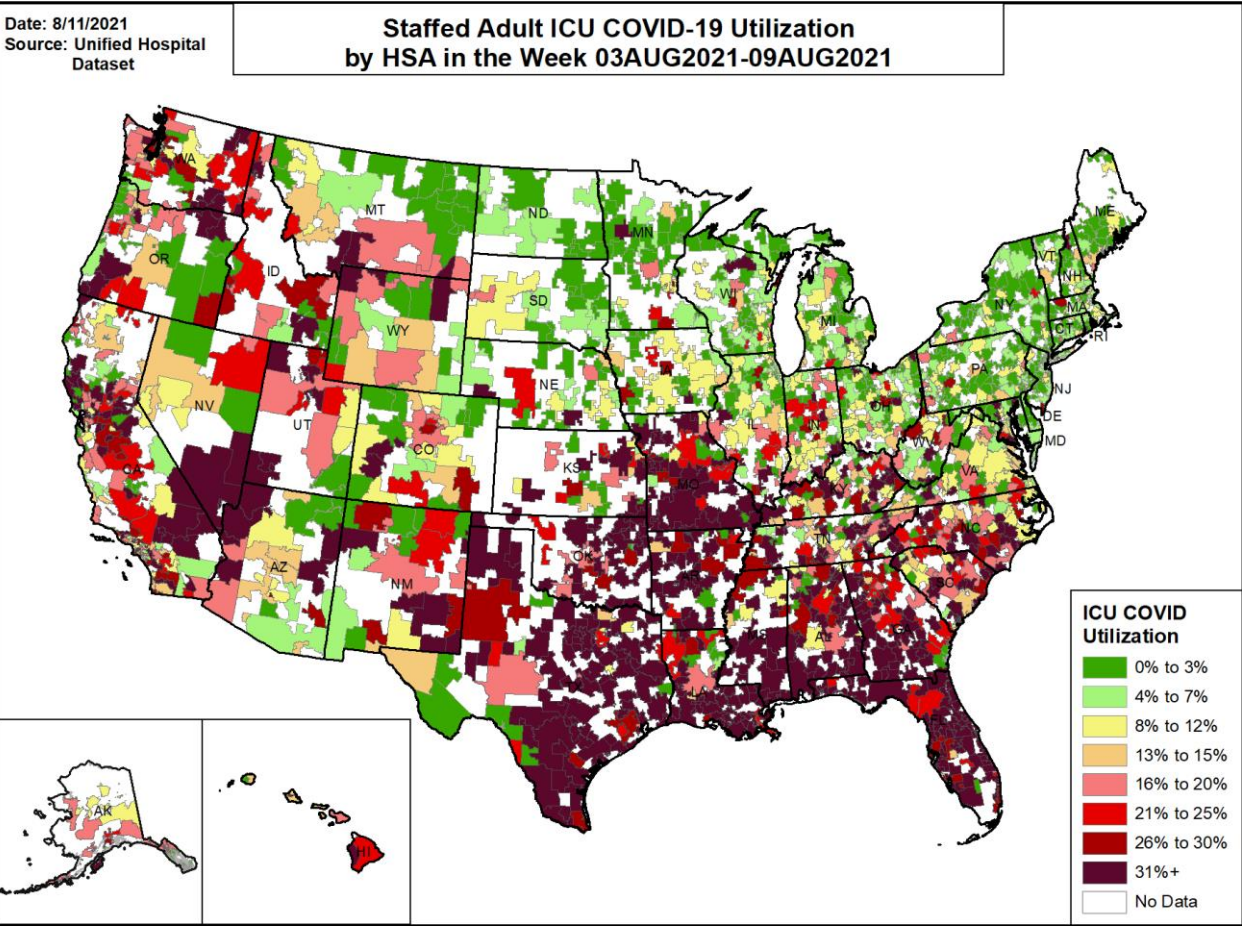 Date: 8/11/2021
Source: Unified Hospital
Dataset
Staffed Adult ICU COVID-19 Utilization
by HSA in the Week 03AUG2021-09AUG2021
WA
MT
ND
MN
ME
OR
ID
WY
SD
WI
MI
VT
NH
NY
MA
CT
RI
NV
UT
CO
NE
IA
IL
IN
OH
PA
NJ
DE
MD
WV
VA
CA
KS
MO
KY
AZ
NM
OK
AR
TN
NC
SC
MS
AL
GA
LA
TX
FL
AK
HI
ICU COVID
Utilization
0% to 3%
4% to 7%
8% to 12%
13% to 15%
16% to 20%
21% to 25%
26% to 30%
31%+
No Data